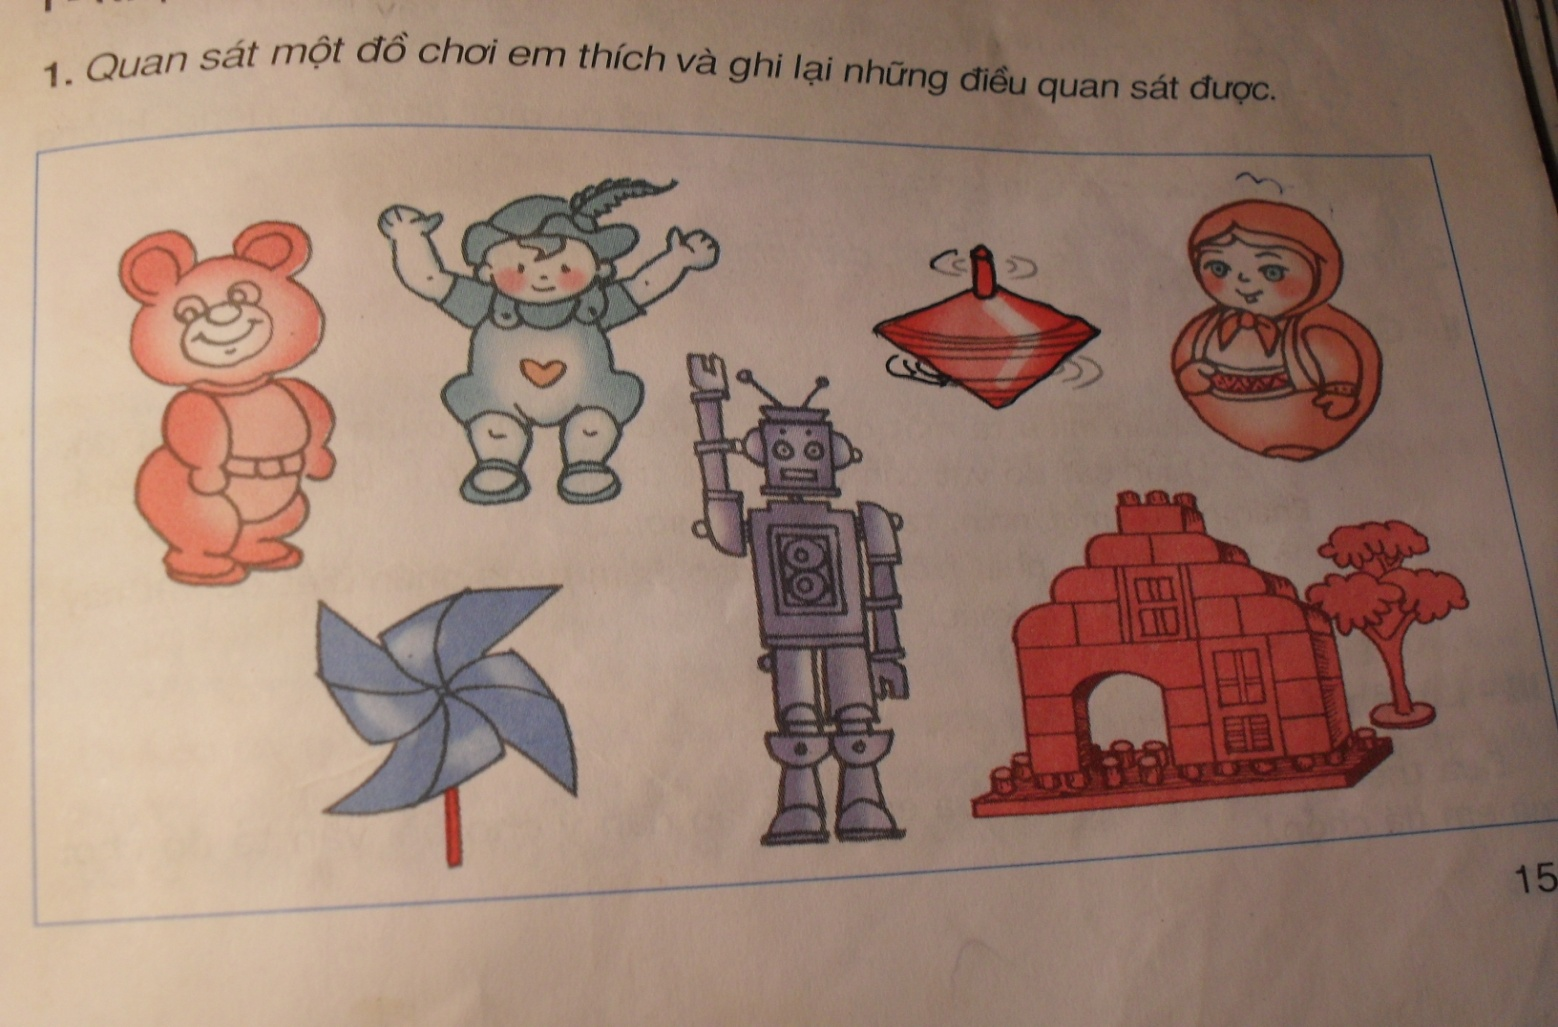 1. Quan sát một đồ chơi em thích và ghi lại những điều quan sát được.
15